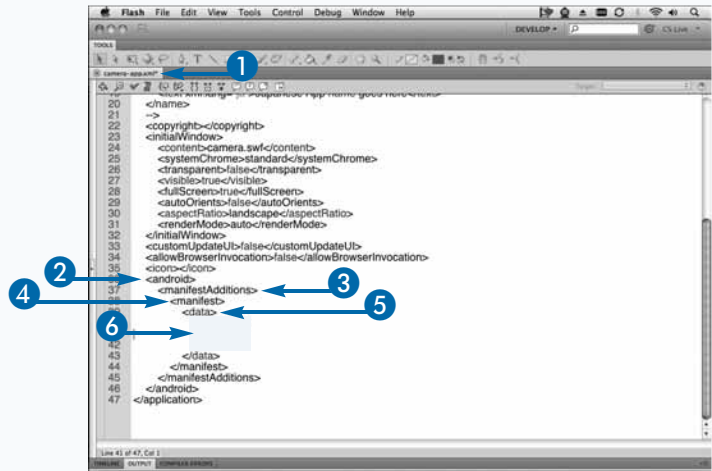 Flash File Edit View Tools Control Debug Window Help
DEVELOP
CS Live
TOOLS
camera-app.xml*
1
20 </name>
21 -->
22 <copyright></copyright>
23 <initialWindow>
24 <content>camera.swf</content>
25 <systemChrome>standard</systemChrome>
26 <transparent>false</transparent>
27 <visible>true</visible>
28 <fullScreen>true</fullScreen>
29 <autoOrients>false</autoOrients>
30 <aspectRatio>landscape</aspectRatio>
31 <renderMode>auto</renderMode>
32 </initialWindow>
33 <customUpdateUI>false</customUpdateUI>
34 <allowBrowserInvocation>false</allowBrowserInvocation>
35 <icon></icon>
2 <android>
37 <manifestAdditions> 3
4 <manifest>
<data> 5
6
42
43 </data>
44 </manifest>
45 </manifestAdditions>
46 </android>
47 </application>
Line 41 of 47, Col 1
TIMELINE OUTPUT COMPILER ERRORS